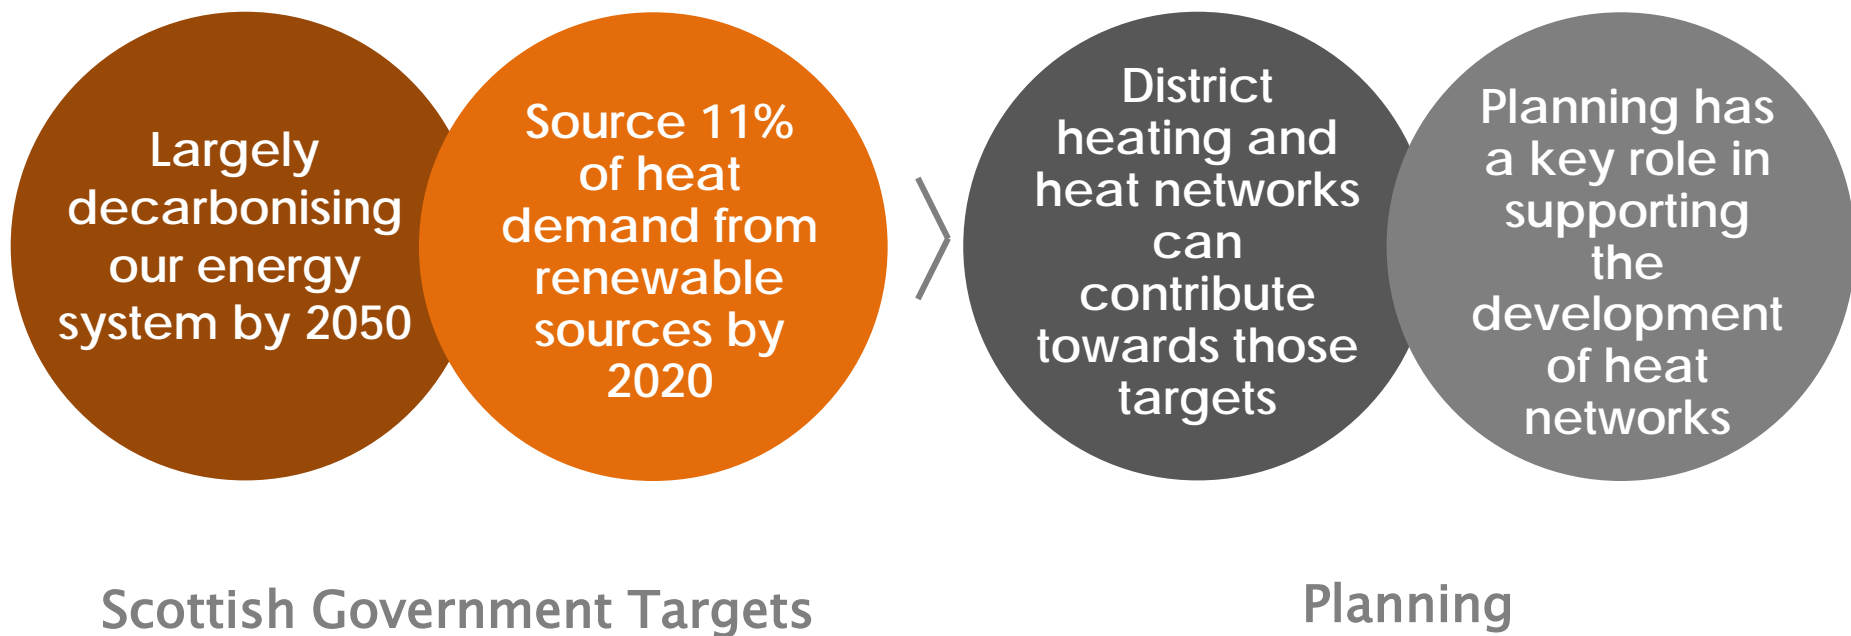 Largely
decarbonising
our energy
system by 2050
Source 11%
of heat
demand from
renewable
sources by
2020
District
heating and
heat networks
can
contribute
towards those
targets
Planning has
a key role in
supporting
the
development
of heat
networks
Scottish Government Targets
Planning